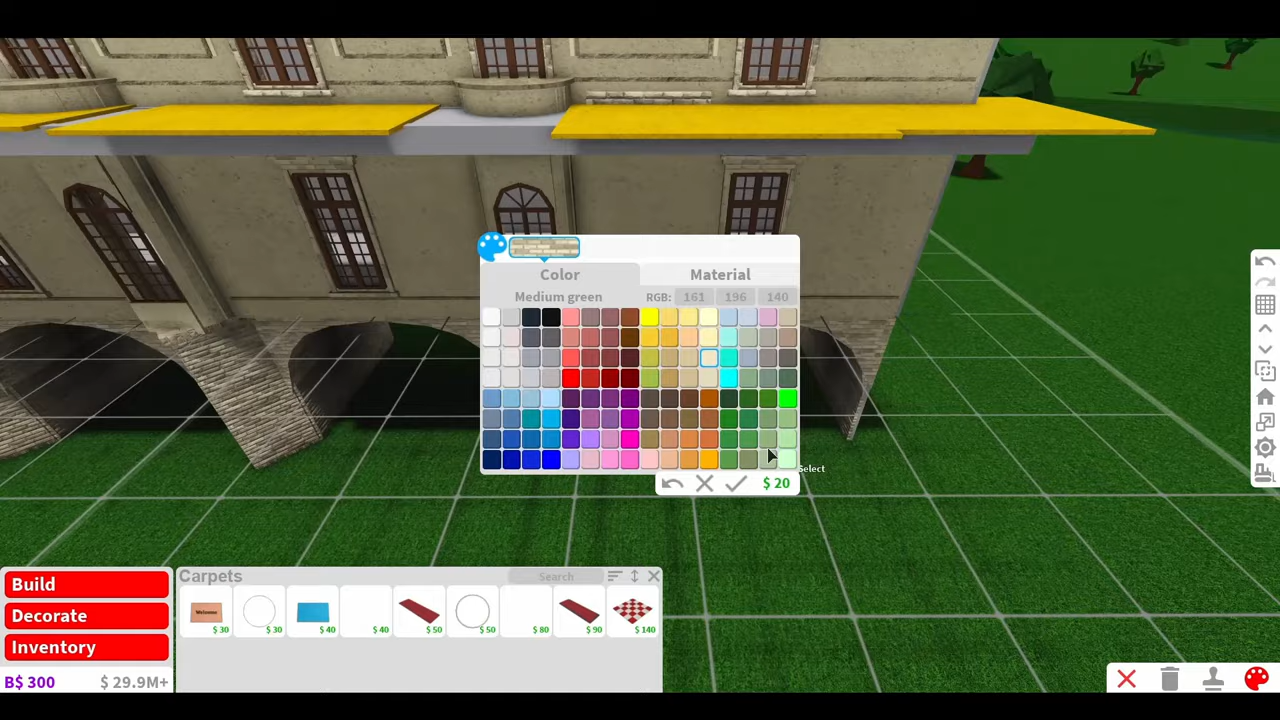 Color
Material
Medium green
RGB: 161 196 140
Select
$ 20
Build
Decorate
Inventory
B$ 300
$ 29.9M+
Carpets
Search
Welcome
$ 30
$ 30
$ 40
$ 40
$ 50
$ 50
$ 80
$ 90
$ 140